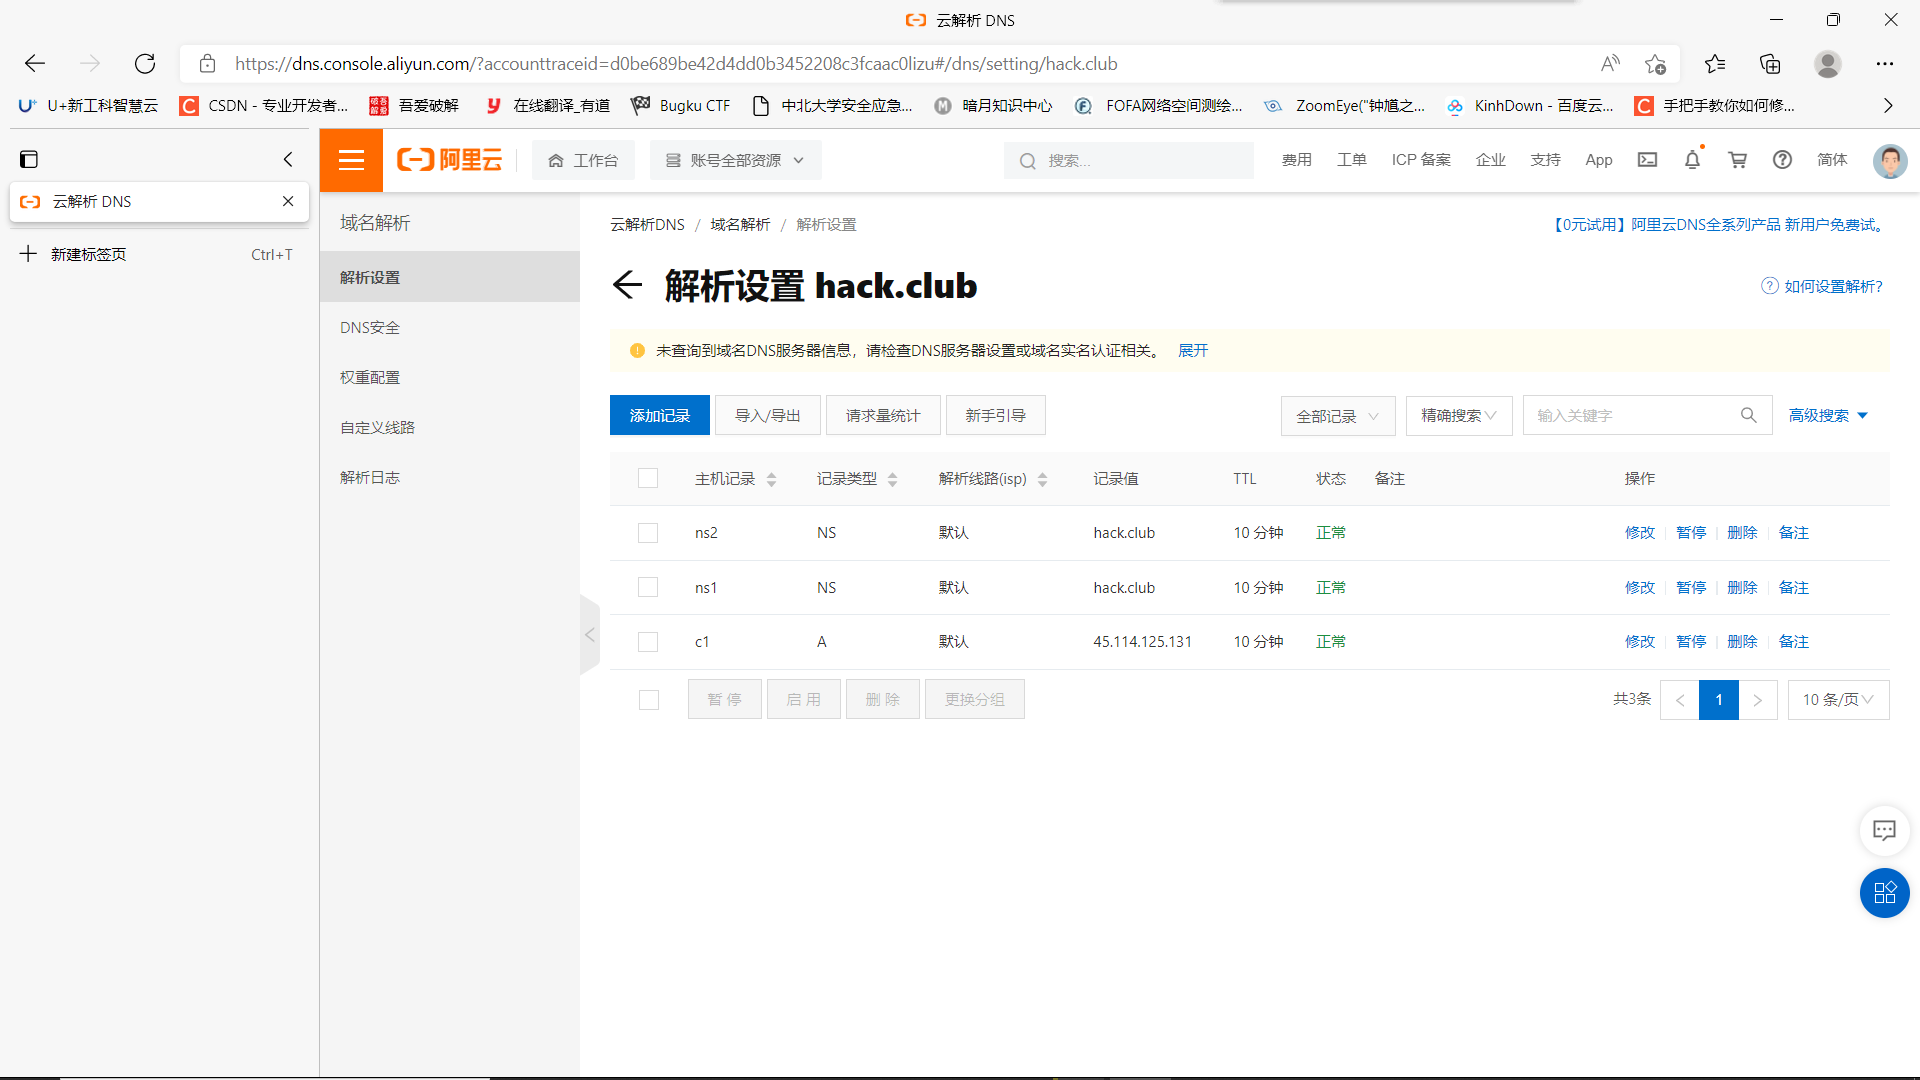 云解析 DNS
https://dns.console.aliyun.com/?accounttraceid=d0be689be42d4dd0b3452208c3fcaac0lizu#/dns/setting/hack.club
U+新工科智慧云 CSDN - 专业开发者... 吾爱破解 在线翻译_有道 Bugku CTF 中北大学安全应急... 暗月知识中心 FOFA网络空间测绘... ZoomEye("钟馗之... KinhDown - 百度云... 手把手教你如何修...
阿里云 工作台 账号全部资源 搜索... 费用 工单 ICP 备案 企业 支持 App 简体
云解析 DNS
新建标签页 Ctrl+T
域名解析
解析设置
DNS安全
权重配置
自定义线路
解析日志
云解析DNS / 域名解析 / 解析设置
【0元试用】阿里云DNS全系列产品 新用户免费试。
解析设置 hack.club
如何设置解析?
未查询到域名DNS服务器信息，请检查DNS服务器设置或域名实名认证相关。 展开
添加记录 导入/导出 请求量统计 新手引导 全部记录 精确搜索 输入关键字 高级搜索
主机记录 记录类型 解析线路(isp) 记录值 TTL 状态 备注 操作
ns2 NS 默认 hack.club 10 分钟 正常 修改 暂停 删除 备注
ns1 NS 默认 hack.club 10 分钟 正常 修改 暂停 删除 备注
c1 A 默认 45.114.125.131 10 分钟 正常 修改 暂停 删除 备注
暂 停 启 用 删 除 更换分组 共3条 1 10 条/页